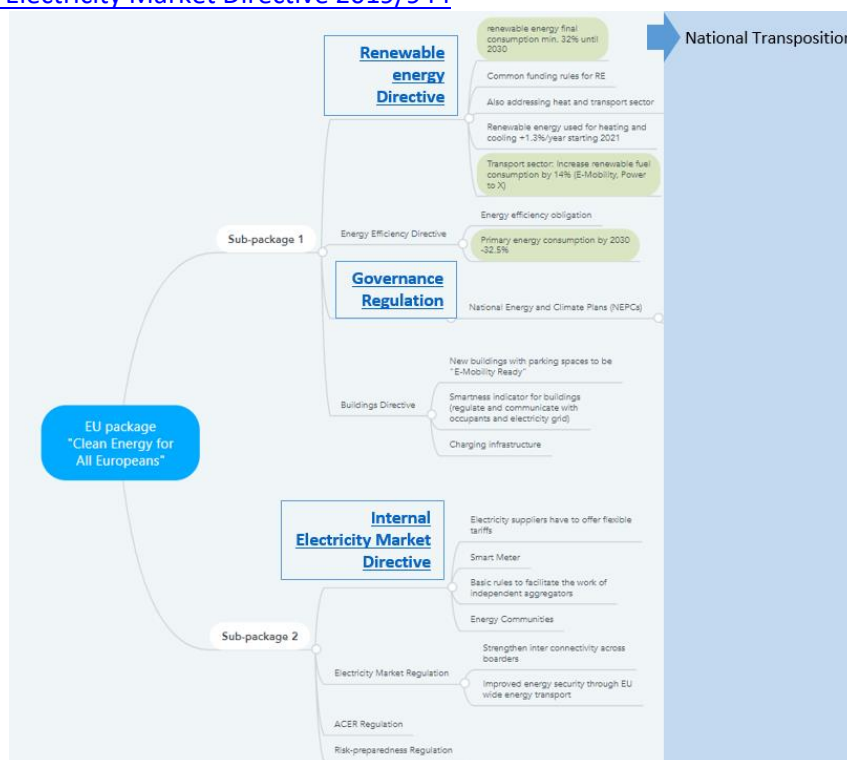 Electricity Market Directive 2019/944
renewable energy final
consumption min. 32% until
2030
National Transposition
Renewable
energy
Directive
Common funding rules for RE
Also addressing heat and transport sector
Renewable energy used for heating and
cooling +1.3%/year starting 2021
Transport sector: Increase renewable fuel
consumption by 14% (E-Mobility, Power
to X)
Sub-package 1
Energy Efficiency Directive
Energy efficiency obligation
Primary energy consumption by 2030
-32.5%
Governance
Regulation
National Energy and Climate Plans (NEPCs)
Buildings Directive
New buildings with parking spaces to be
"E-Mobility Ready"
Smartness indicator for buildings
(regulate and communicate with
occupants and electricity grid)
Charging infrastructure
EU package
"Clean Energy for
All Europeans"
Internal
Electricity Market
Directive
Electricity suppliers have to offer flexible
tariffs
Smart Meter
Basic rules to facilitate the work of
independent aggregators
Energy Communities
Sub-package 2
Electricity Market Regulation
Strengthen inter connectivity across
boarders
Improved energy security through EU
wide energy transport
ACER Regulation
Risk-preparedness Regulation